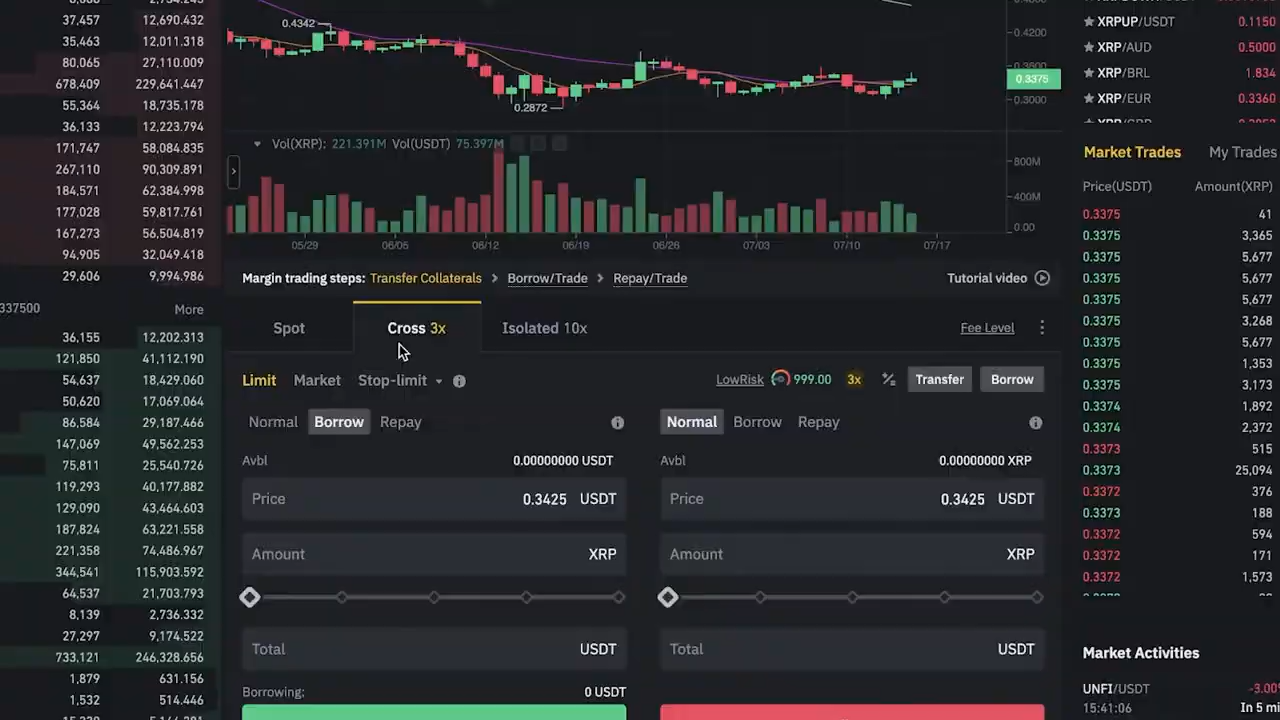 37,457 12,690.432
35,463 12,011.318
80,065 27,110.009
678,409 229,641.447
55,364 18,735.178
36,133 12,223.794
171,747 58,084.835
267,110 90,309.891
184,571 62,384.998
177,028 59,817.761
167,273 56,504.819
94,905 32,049.418
29,606 9,994.986
337500 More
36,155 12,202.313
121,850 41,112.190
54,637 18,429.060
50,620 17,069.064
86,584 29,187.466
147,069 49,562.253
75,811 25,540.726
119,293 40,177.882
129,090 43,464.603
187,824 63,221.558
221,358 74,486.967
344,541 115,903.592
64,537 21,703.793
8,139 2,736.332
27,297 9,174.522
733,121 246,328.656
1,879 631.156
1,532 514.446
0.4342
0.2872
0.4200
0.3600
0.3375
0.3000
Vol(XRP): 221.391M Vol(USDT) 75.397M
800M
400M
0.00
05/29 06/05 06/12 06/19 06/26 07/03 07/10 07/17
Margin trading steps: Transfer Collaterals > Borrow/Trade > Repay/Trade Tutorial video
Spot Cross 3x Isolated 10x Fee Level
Limit Market Stop-limit LowRisk 999.00 3x Transfer Borrow
Normal Borrow Repay Normal Borrow Repay
Avbl 0.00000000 USDT Avbl 0.00000000 XRP
Price 0.3425 USDT Price 0.3425 USDT
Amount XRP Amount XRP
Total USDT Total USDT
Borrowing: 0 USDT
XRPUP/USDT 0.1150
XRP/AUD 0.5000
XRP/BRL 1.834
XRP/EUR 0.3360
Market Trades My Trades
Price(USDT) Amount(XRP)
0.3375 41
0.3375 3,365
0.3375 5,677
0.3375 5,677
0.3375 5,677
0.3375 3,268
0.3375 5,677
0.3375 1,353
0.3375 3,173
0.3374 1,892
0.3374 2,372
0.3373 515
0.3373 25,094
0.3372 376
0.3373 188
0.3372 594
0.3372 171
0.3372 1,573
Market Activities
UNFI/USDT -3.00
15:41:06 In 5 mi